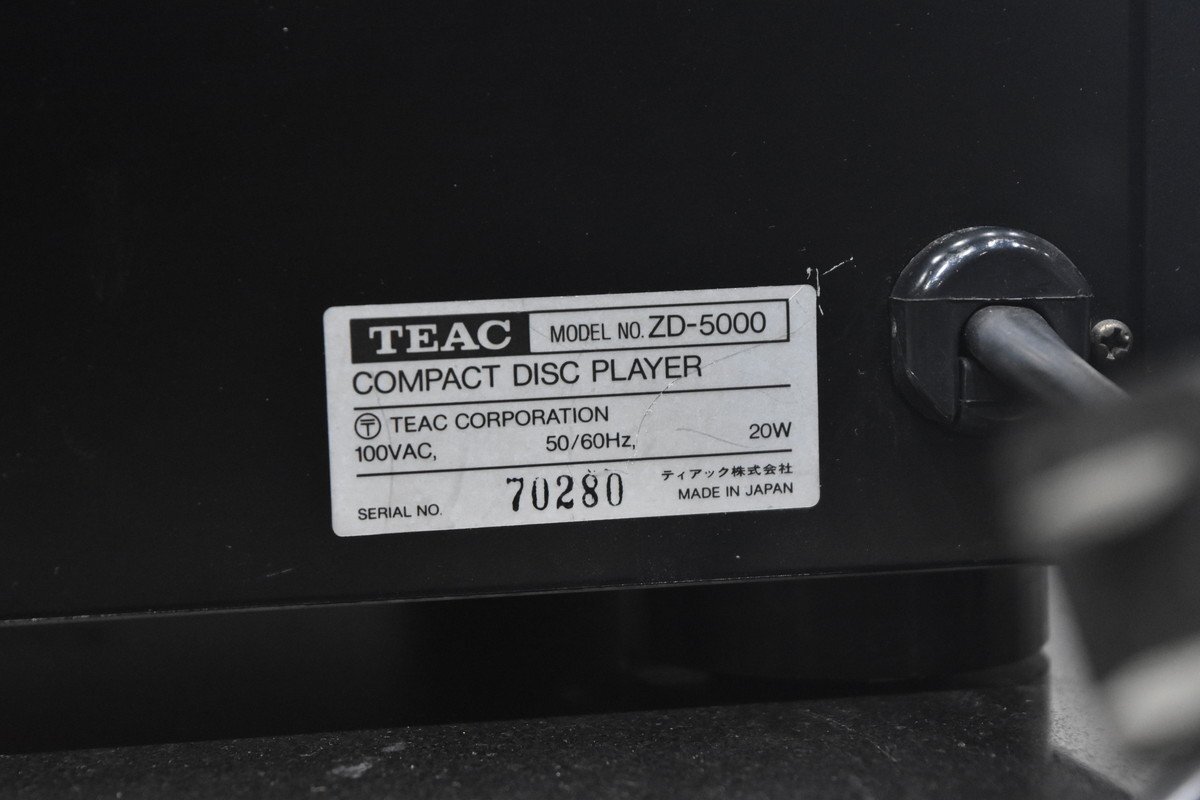 TEAC MODEL NO. ZD-5000
COMPACT DISC PLAYER
〒 TEAC CORPORATION
100VAC, 50/60Hz, 20W
ティアック株式会社
SERIAL NO. 70280 MADE IN JAPAN